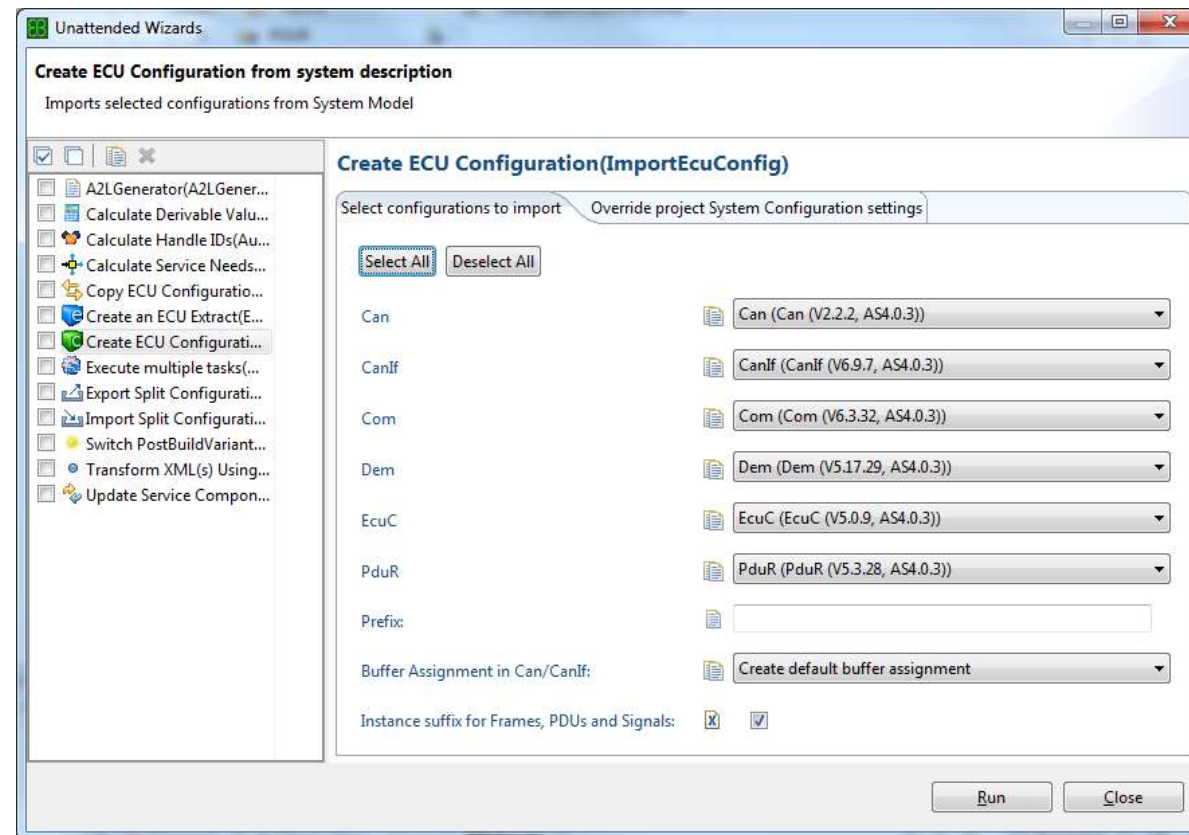 Unattended Wizards
Create ECU Configuration from system description
Imports selected configurations from System Model
A2LGenerator(A2LGener...
Calculate Derivable Valu...
Calculate Handle IDs(Au...
Calculate Service Needs...
Copy ECU Configuratio...
Create an ECU Extract(E...
Create ECU Configurati...
Execute multiple tasks(...
Export Split Configurati...
Import Split Configurati...
Switch PostBuildVariant...
Transform XML(s) Using...
Update Service Compon...
Create ECU Configuration(ImportEcuConfig)
Select configurations to import Override project System Configuration settings
Select All Deselect All
Can Can (Can (V2.2.2, AS4.0.3))
CanIf CanIf (CanIf (V6.9.7, AS4.0.3))
Com Com (Com (V6.3.32, AS4.0.3))
Dem Dem (Dem (V5.17.29, AS4.0.3))
EcuC EcuC (EcuC (V5.0.9, AS4.0.3))
PduR PduR (PduR (V5.3.28, AS4.0.3))
Prefix:
Buffer Assignment in Can/CanIf: Create default buffer assignment
Instance suffix for Frames, PDUs and Signals:
Run Close